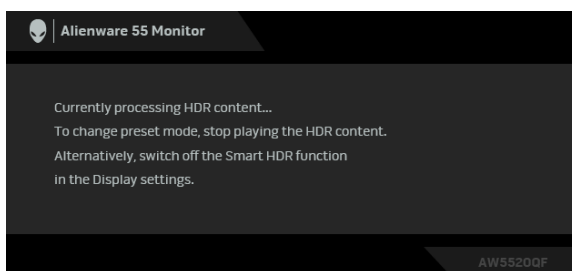 Alienware 55 Monitor
Currently processing HDR content...
To change preset mode, stop playing the HDR content.
Alternatively, switch off the Smart HDR function
in the Display settings.
AW5520QF